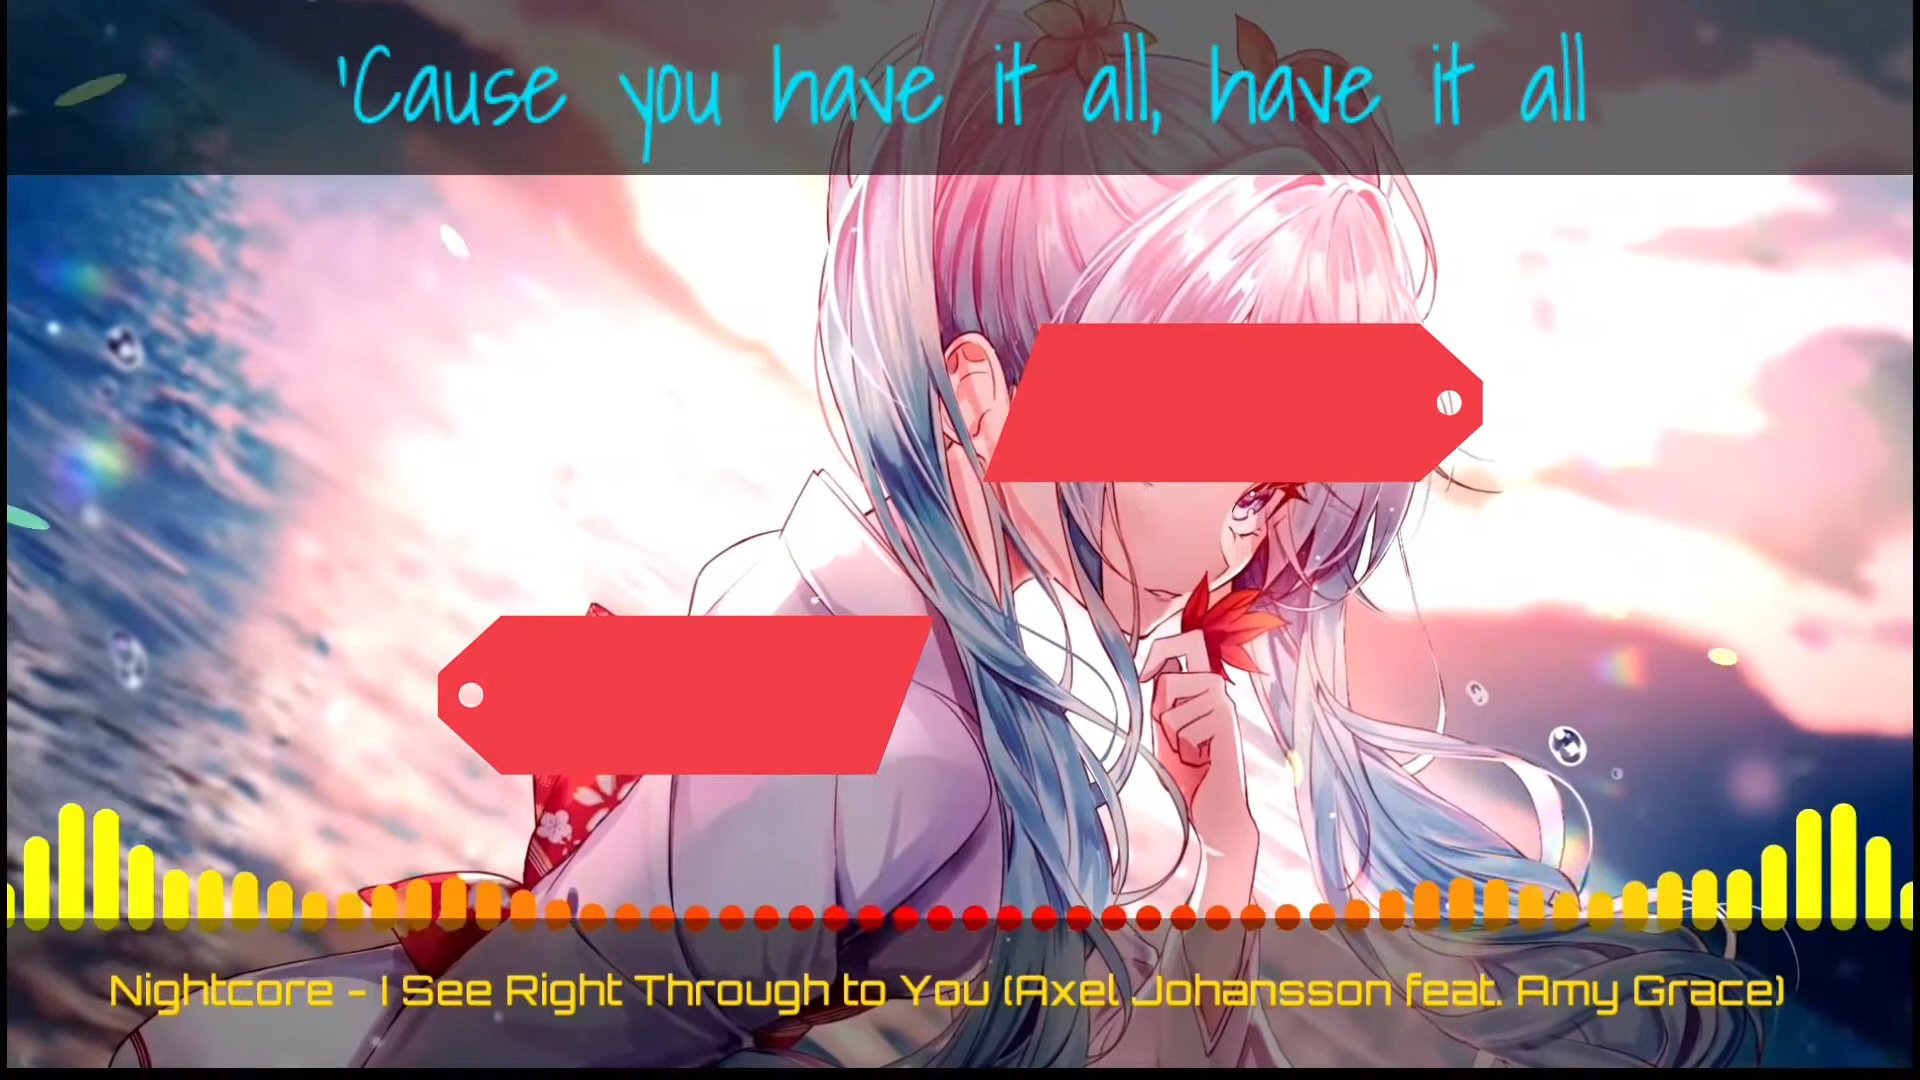 'Cause you have it all, have it all
Nightcore - I See Right Through to You (Axel Johansson feat. Amy Grace)